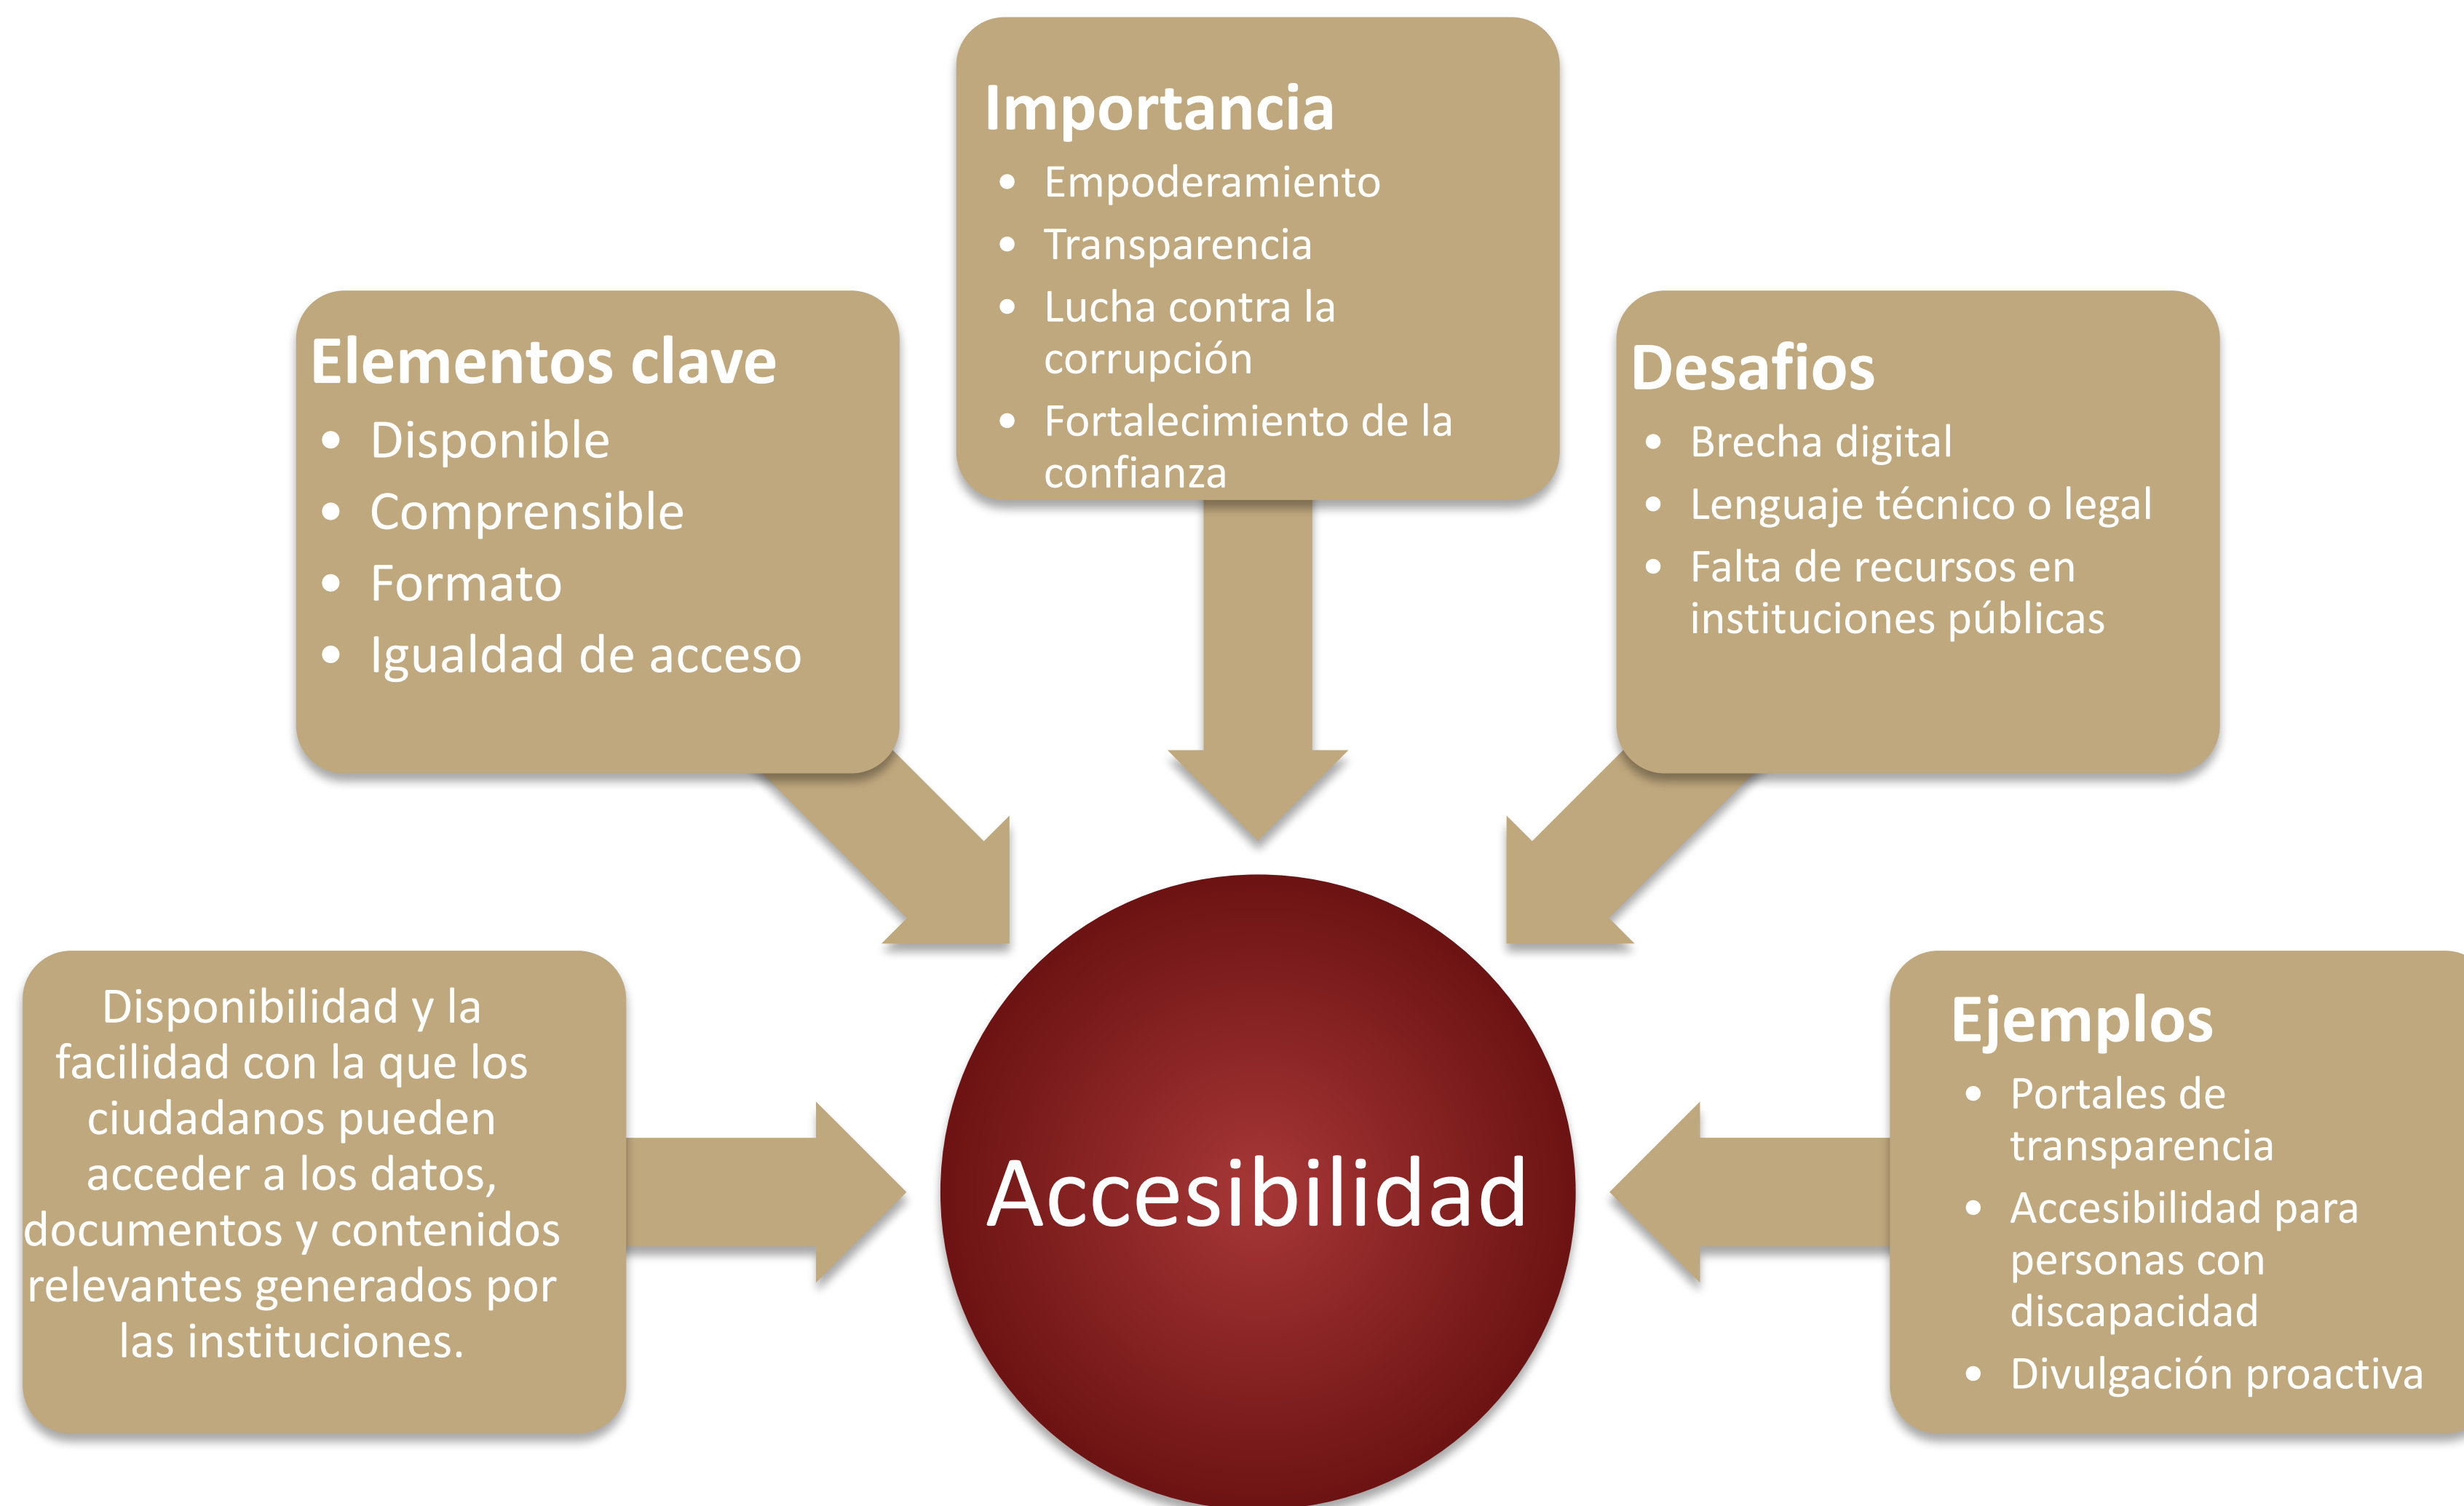 Importancia
• Empoderamiento
• Transparencia
• Lucha contra la
corrupción
• Fortalecimiento de la
confianza
Elementos clave
• Disponible
• Comprensible
• Formato
• Igualdad de acceso
Desafios
• Brecha digital
• Lenguaje técnico o legal
• Falta de recursos en
instituciones públicas
Disponibilidad y la
facilidad con la que los
ciudadanos pueden
acceder a los datos,
documentos y contenidos
relevantes generados por
las instituciones.
Accesibilidad
Ejemplos
• Portales de
transparencia
• Accesibilidad para
personas con
discapacidad
• Divulgación proactiva